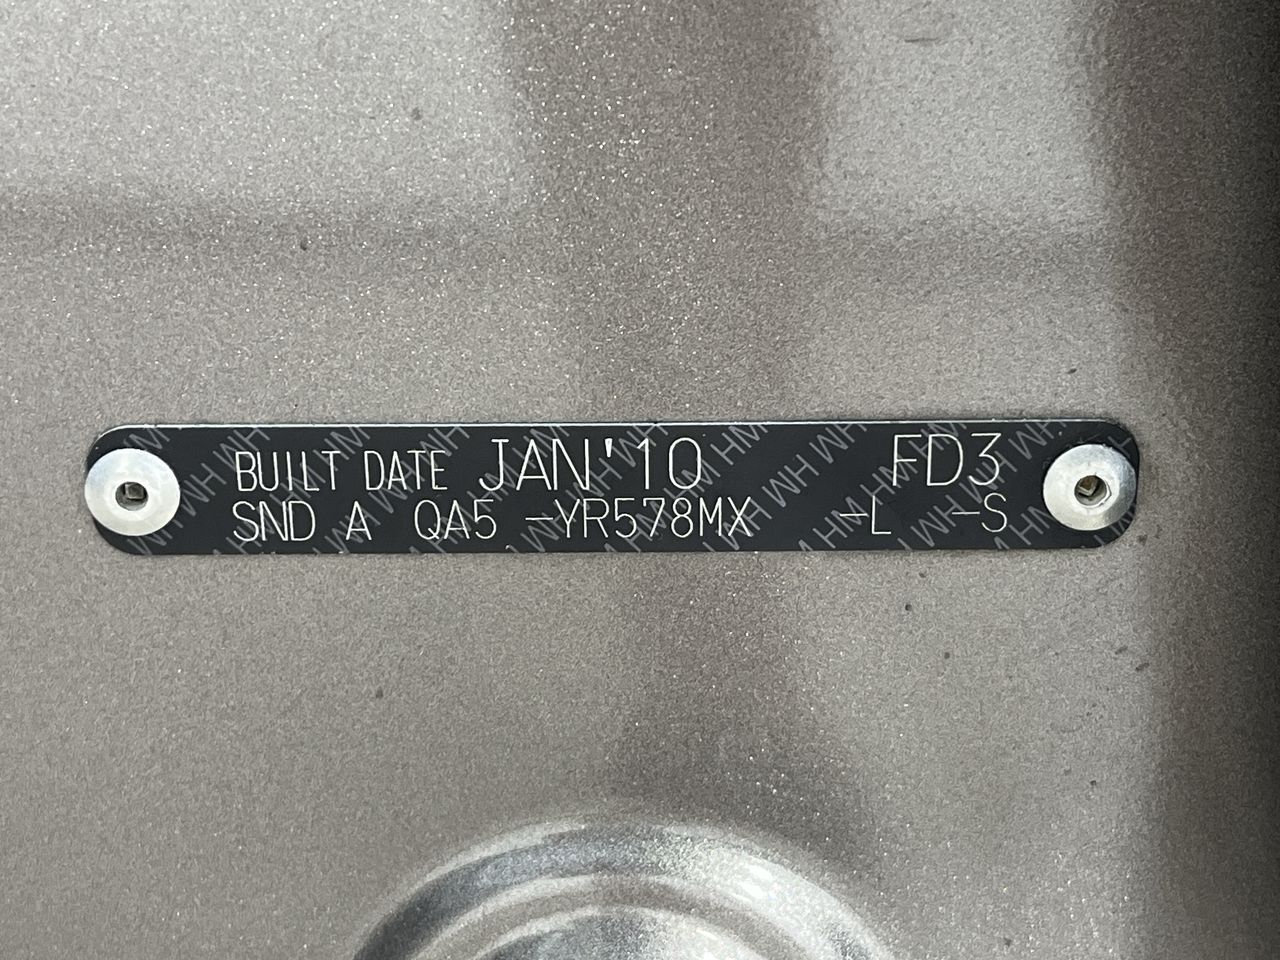 BUILT DATE JAN'10 FD3
SND A QA5 -YR578MX -L -S